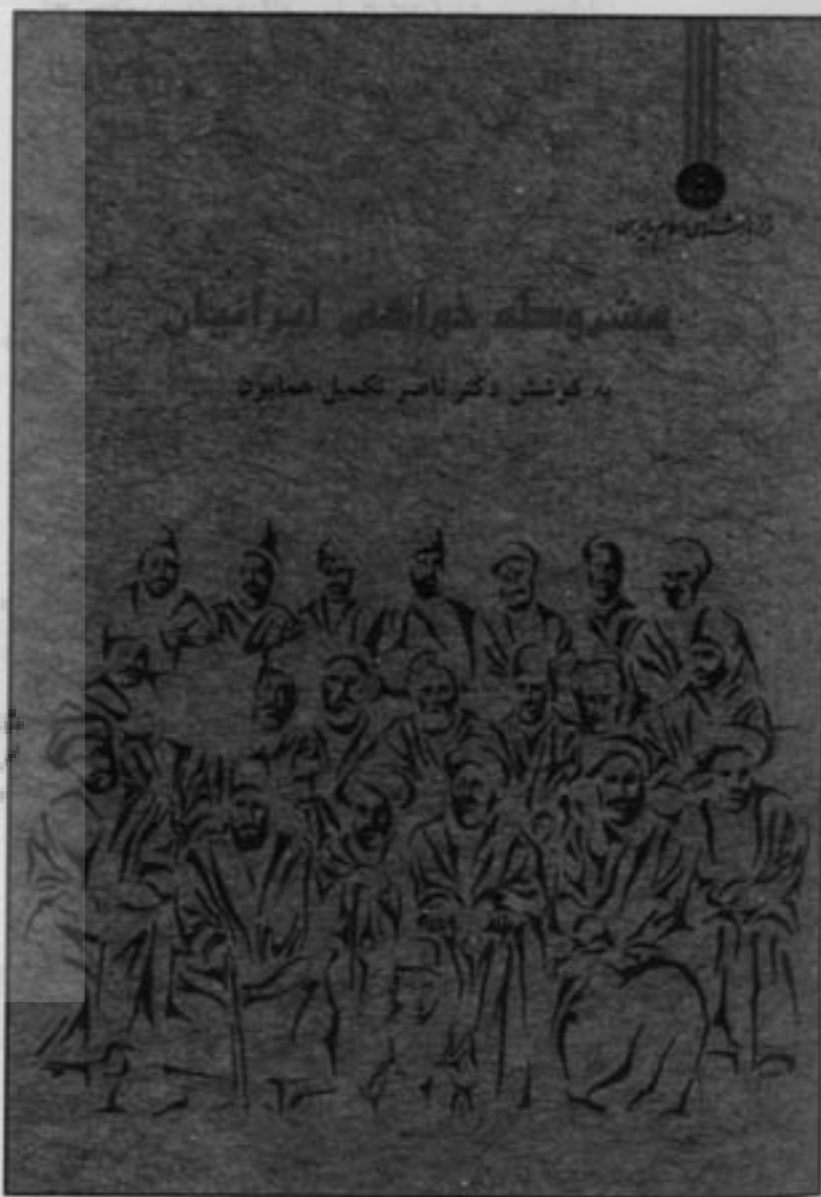 مشروطه خواهی ایرانیان
به کوشش دکتر ناصر تکمیل همایون